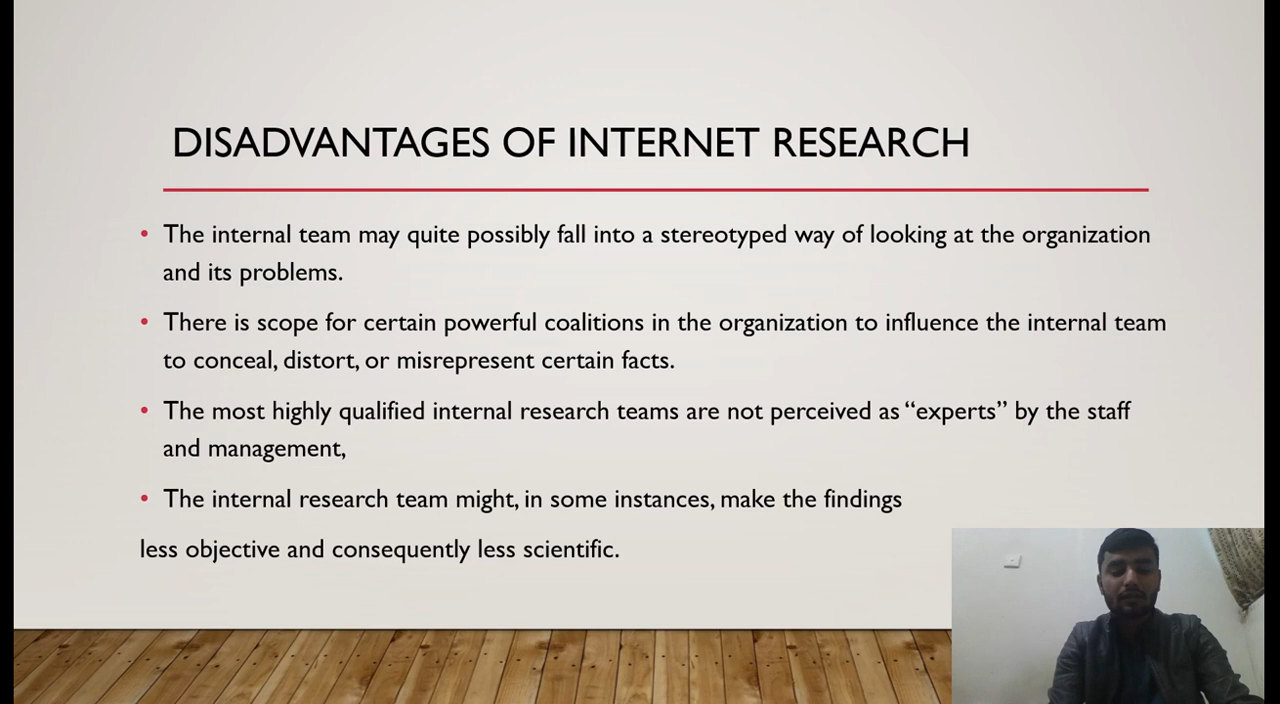 DISADVANTAGES OF INTERNET RESEARCH
• The internal team may quite possibly fall into a stereotyped way of looking at the organization
and its problems.
• There is scope for certain powerful coalitions in the organization to influence the internal team
to conceal, distort, or misrepresent certain facts.
• The most highly qualified internal research teams are not perceived as “experts” by the staff
and management,
• The internal research team might, in some instances, make the findings
less objective and consequently less scientific.